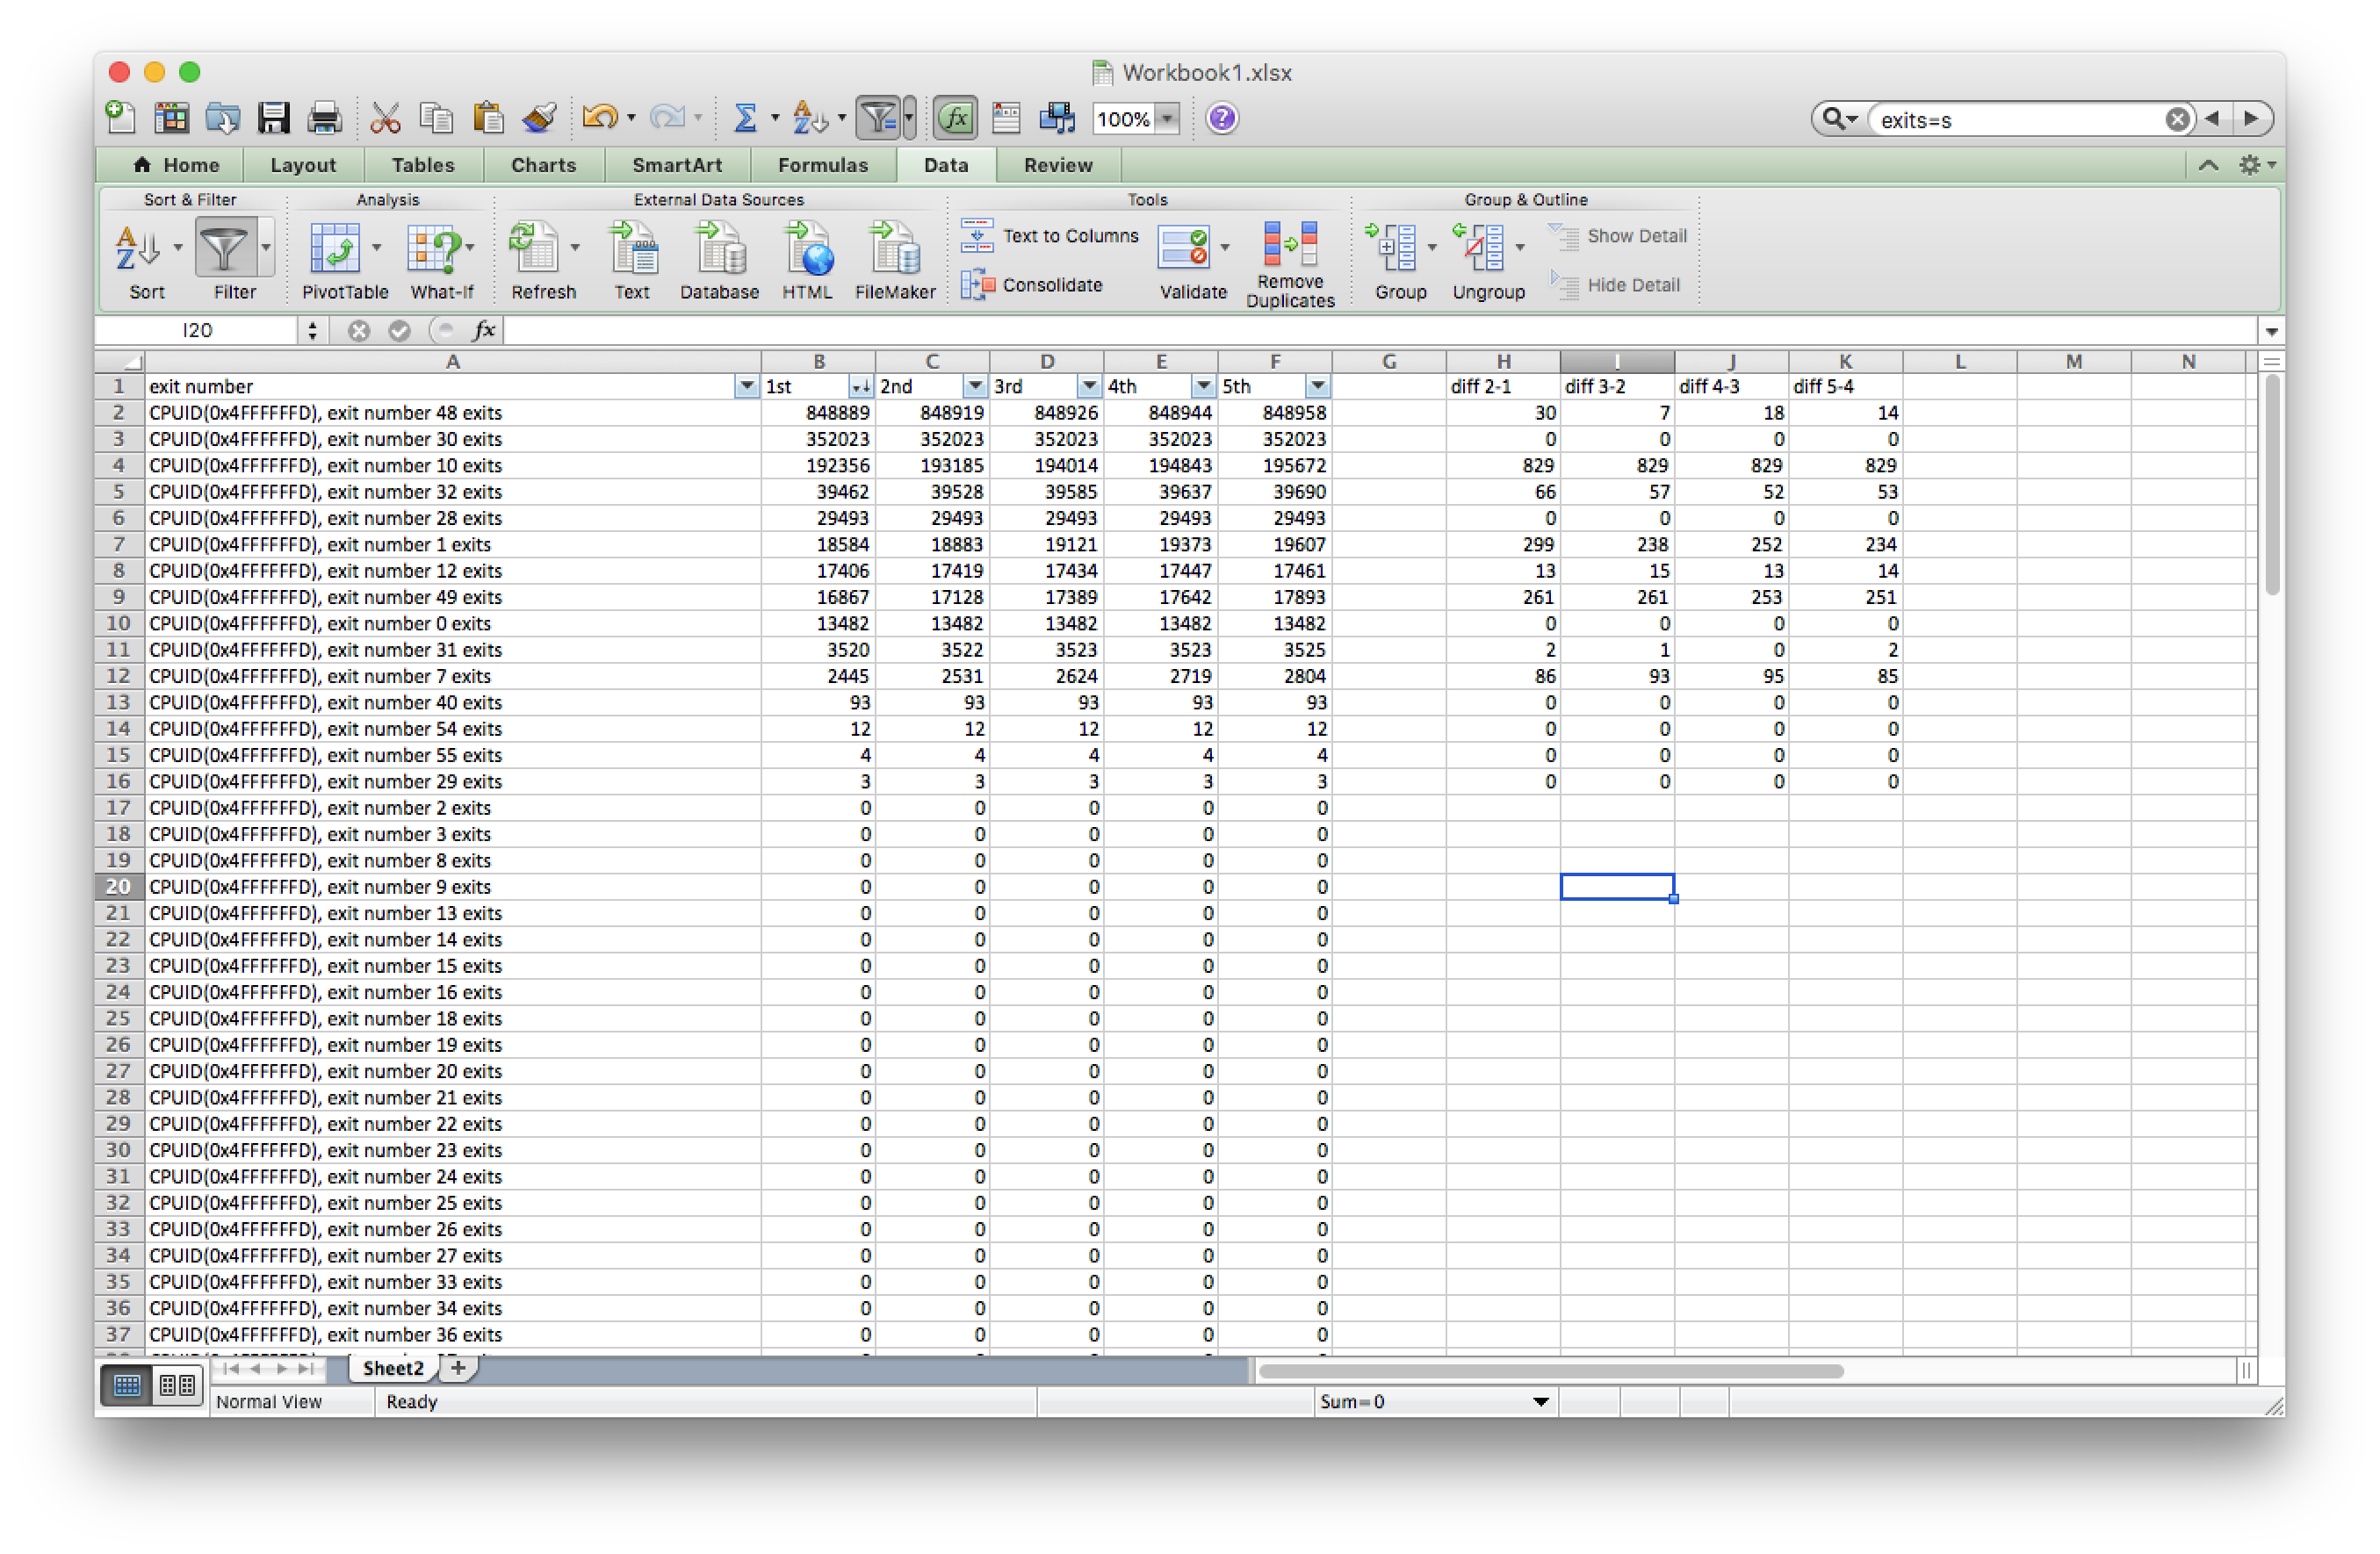 Workbook1.xlsx
100% exits=s
Home Layout Tables Charts SmartArt Formulas Data Review
Sort & Filter Analysis External Data Sources Tools Group & Outline
Text to Columns Show Detail
Consolidate Hide Detail
Sort Filter PivotTable What-If Refresh Text Database HTML FileMaker Validate Remove Duplicates Group Ungroup
I20 fx
A B C D E F G H I J K L M N
1 exit number 1st 2nd 3rd 4th 5th diff 2-1 diff 3-2 diff 4-3 diff 5-4
2 CPUID(0x4FFFFFFD), exit number 48 exits 848889 848919 848926 848944 848958 30 7 18 14
3 CPUID(0x4FFFFFFD), exit number 30 exits 352023 352023 352023 352023 352023 0 0 0 0
4 CPUID(0x4FFFFFFD), exit number 10 exits 192356 193185 194014 194843 195672 829 829 829 829
5 CPUID(0x4FFFFFFD), exit number 32 exits 39462 39528 39585 39637 39690 66 57 52 53
6 CPUID(0x4FFFFFFD), exit number 28 exits 29493 29493 29493 29493 29493 0 0 0 0
7 CPUID(0x4FFFFFFD), exit number 1 exits 18584 18883 19121 19373 19607 299 238 252 234
8 CPUID(0x4FFFFFFD), exit number 12 exits 17406 17419 17434 17447 17461 13 15 13 14
9 CPUID(0x4FFFFFFD), exit number 49 exits 16867 17128 17389 17642 17893 261 261 253 251
10 CPUID(0x4FFFFFFD), exit number 0 exits 13482 13482 13482 13482 13482 0 0 0 0
11 CPUID(0x4FFFFFFD), exit number 31 exits 3520 3522 3523 3523 3525 2 1 0 2
12 CPUID(0x4FFFFFFD), exit number 7 exits 2445 2531 2624 2719 2804 86 93 95 85
13 CPUID(0x4FFFFFFD), exit number 40 exits 93 93 93 93 93 0 0 0 0
14 CPUID(0x4FFFFFFD), exit number 54 exits 12 12 12 12 12 0 0 0 0
15 CPUID(0x4FFFFFFD), exit number 55 exits 4 4 4 4 4 0 0 0 0
16 CPUID(0x4FFFFFFD), exit number 29 exits 3 3 3 3 3 0 0 0 0
17 CPUID(0x4FFFFFFD), exit number 2 exits 0 0 0 0 0
18 CPUID(0x4FFFFFFD), exit number 3 exits 0 0 0 0 0
19 CPUID(0x4FFFFFFD), exit number 8 exits 0 0 0 0 0
20 CPUID(0x4FFFFFFD), exit number 9 exits 0 0 0 0 0
21 CPUID(0x4FFFFFFD), exit number 13 exits 0 0 0 0 0
22 CPUID(0x4FFFFFFD), exit number 14 exits 0 0 0 0 0
23 CPUID(0x4FFFFFFD), exit number 15 exits 0 0 0 0 0
24 CPUID(0x4FFFFFFD), exit number 16 exits 0 0 0 0 0
25 CPUID(0x4FFFFFFD), exit number 18 exits 0 0 0 0 0
26 CPUID(0x4FFFFFFD), exit number 19 exits 0 0 0 0 0
27 CPUID(0x4FFFFFFD), exit number 20 exits 0 0 0 0 0
28 CPUID(0x4FFFFFFD), exit number 21 exits 0 0 0 0 0
29 CPUID(0x4FFFFFFD), exit number 22 exits 0 0 0 0 0
30 CPUID(0x4FFFFFFD), exit number 23 exits 0 0 0 0 0
31 CPUID(0x4FFFFFFD), exit number 24 exits 0 0 0 0 0
32 CPUID(0x4FFFFFFD), exit number 25 exits 0 0 0 0 0
33 CPUID(0x4FFFFFFD), exit number 26 exits 0 0 0 0 0
34 CPUID(0x4FFFFFFD), exit number 27 exits 0 0 0 0 0
35 CPUID(0x4FFFFFFD), exit number 33 exits 0 0 0 0 0
36 CPUID(0x4FFFFFFD), exit number 34 exits 0 0 0 0 0
37 CPUID(0x4FFFFFFD), exit number 36 exits 0 0 0 0 0
Sheet2
Normal View Ready Sum=0